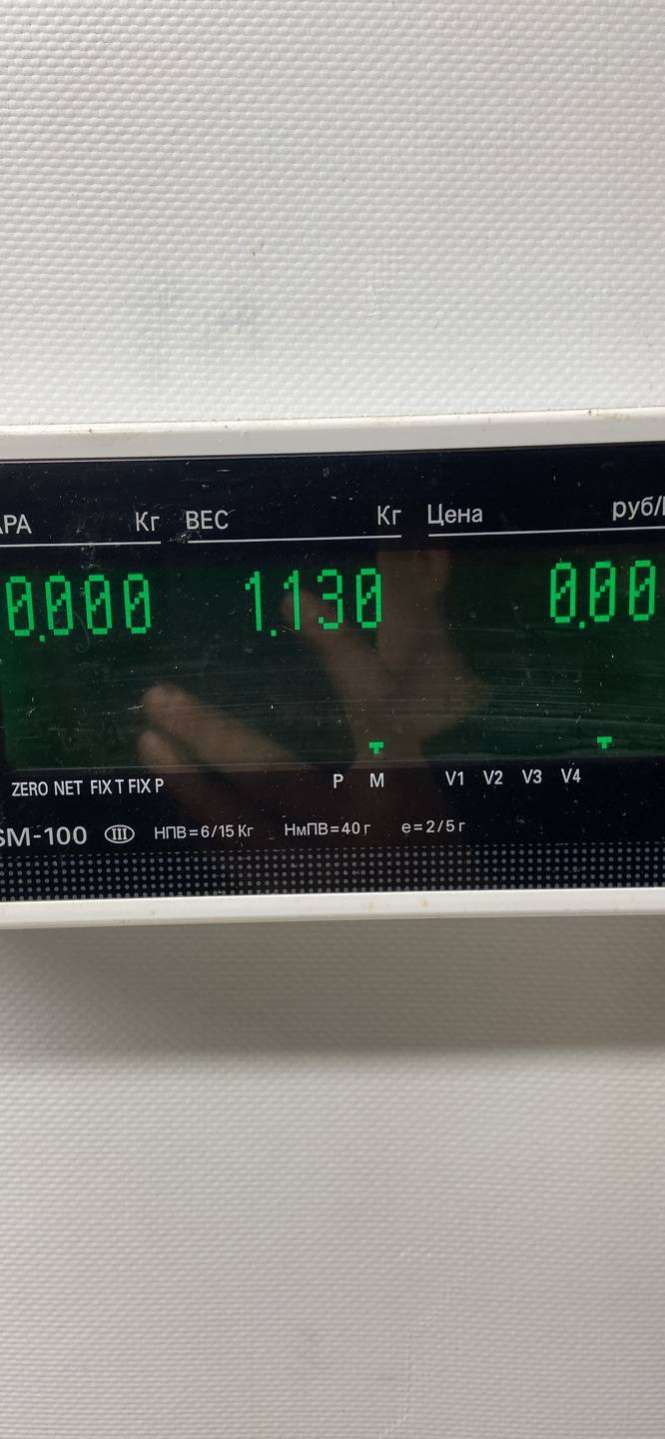 АРА Кг ВЕС Кг Цена руб/
0.000 1.130 0.00
ZERO NET FIX T FIX P P M V1 V2 V3 V4
SM-100 III НПВ=6/15 Кг НмПВ=40 г e=2/5 г